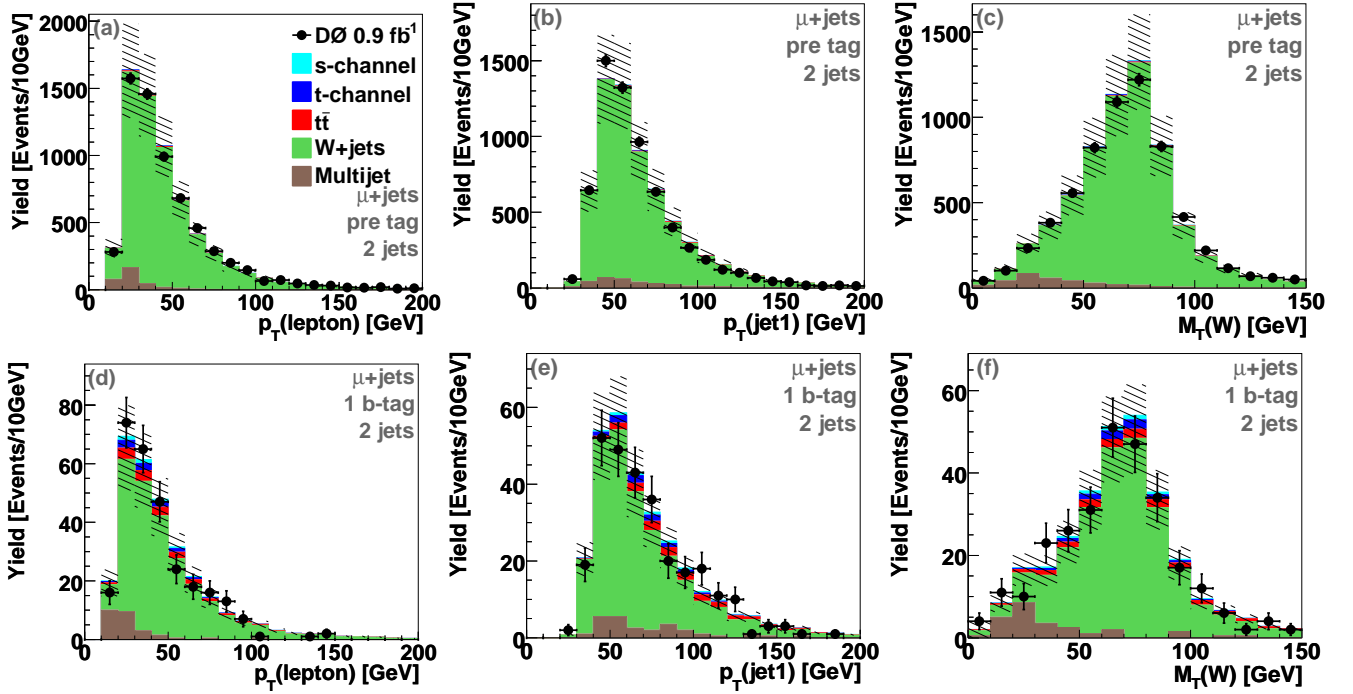 (a)
2000
1500
1000
500
0
Yield [Events/10GeV]
DØ 0.9 fb⁻¹
s-channel
t-channel
tt̄
W+jets
Multijet
μ+jets
pre tag
2 jets
0 50 100 150 200
p_T(lepton) [GeV]
(b)
1500
1000
500
0
Yield [Events/10GeV]
μ+jets
pre tag
2 jets
0 50 100 150 200
p_T(jet1) [GeV]
(c)
1500
1000
500
0
Yield [Events/10GeV]
μ+jets
pre tag
2 jets
0 50 100 150
M_T(W) [GeV]
(d)
80
60
40
20
0
Yield [Events/10GeV]
μ+jets
1 b-tag
2 jets
0 50 100 150 200
p_T(lepton) [GeV]
(e)
60
40
20
0
Yield [Events/10GeV]
μ+jets
1 b-tag
2 jets
0 50 100 150 200
p_T(jet1) [GeV]
(f)
60
40
20
0
Yield [Events/10GeV]
μ+jets
1 b-tag
2 jets
0 50 100 150
M_T(W) [GeV]